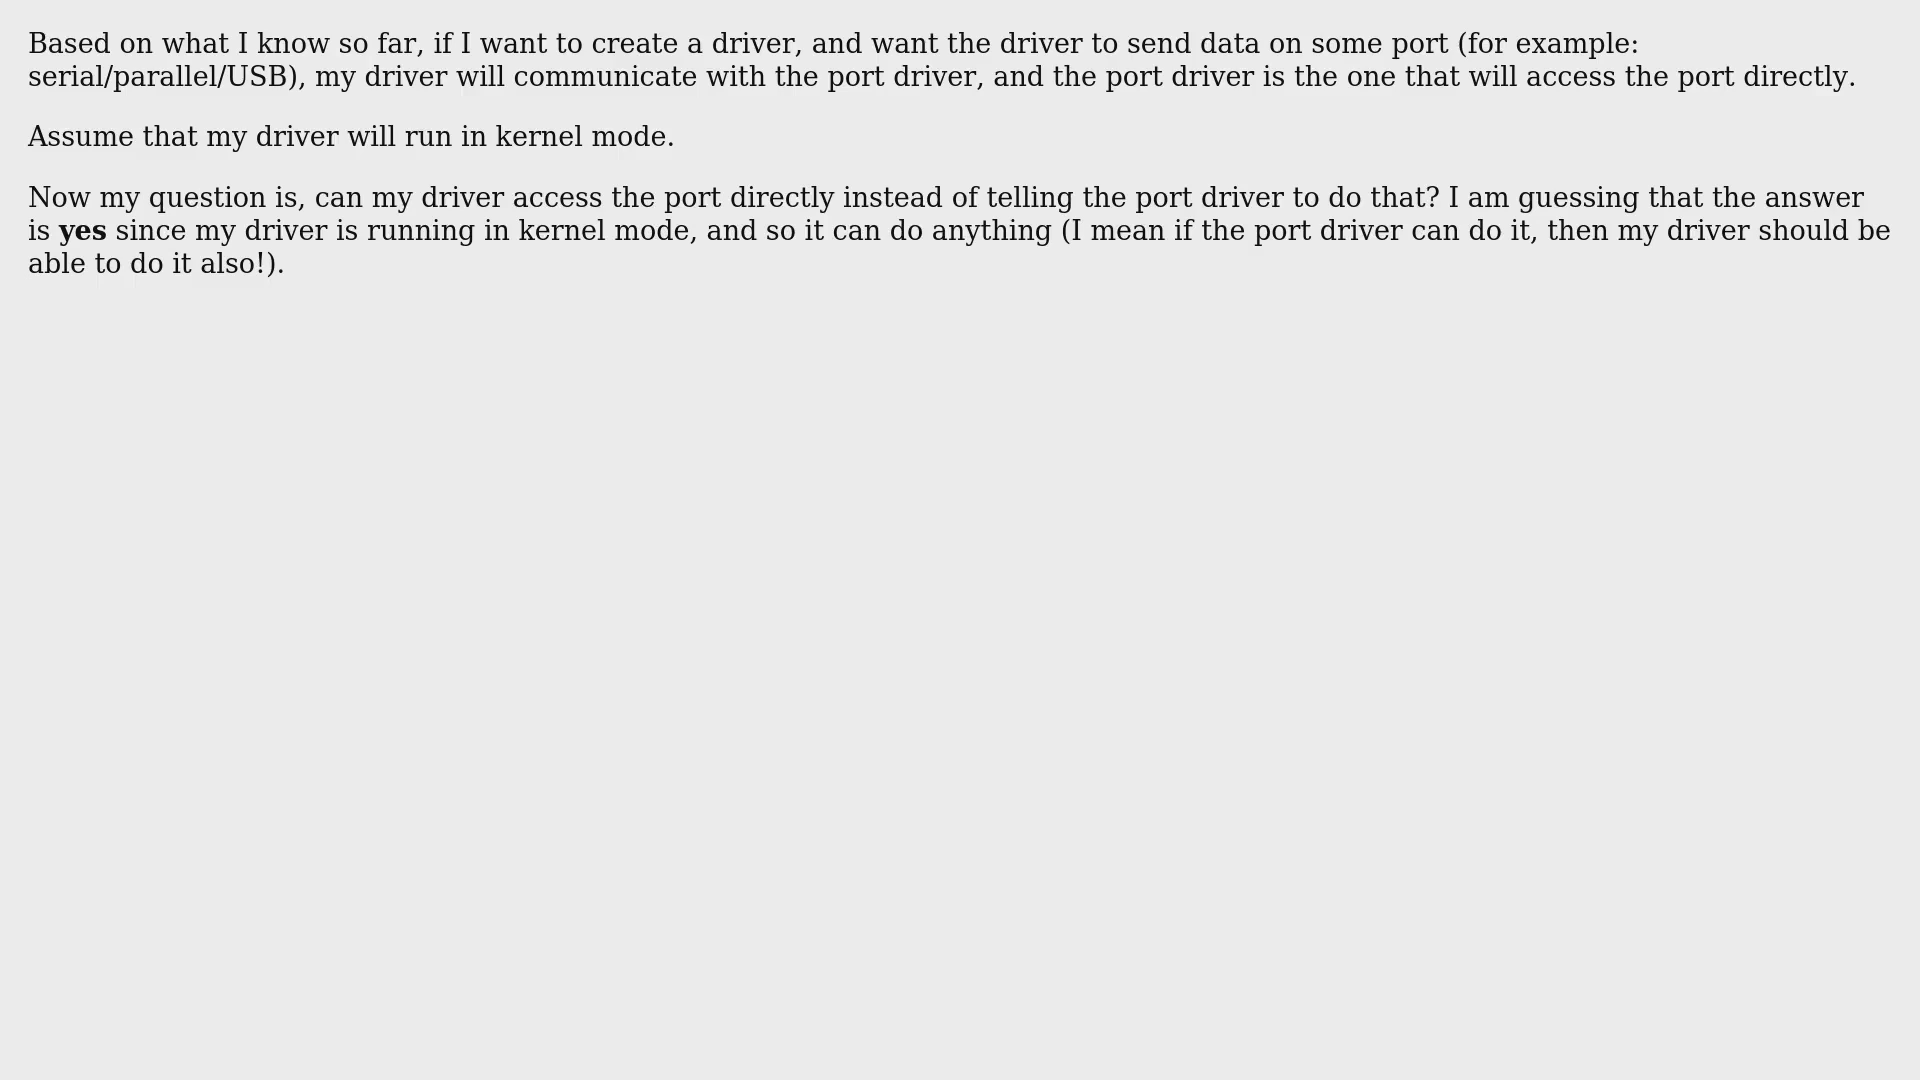 Based on what I know so far, if I want to create a driver, and want the driver to send data on some port (for example:
serial/parallel/USB), my driver will communicate with the port driver, and the port driver is the one that will access the port directly.
Assume that my driver will run in kernel mode.
Now my question is, can my driver access the port directly instead of telling the port driver to do that? I am guessing that the answer
is yes since my driver is running in kernel mode, and so it can do anything (I mean if the port driver can do it, then my driver should be
able to do it also!).